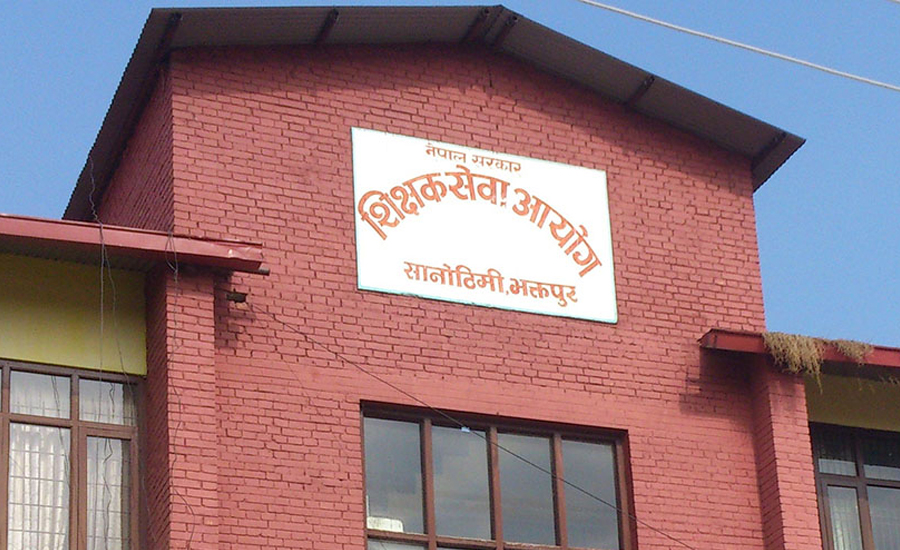 नेपाल सरकार
शिक्षक सेवा आयोग
सानोठिमी, भक्तपुर